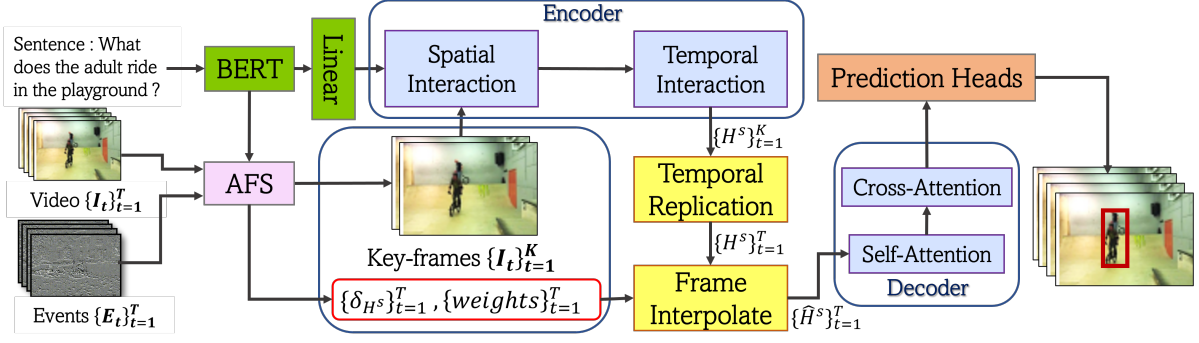 Encoder
Sentence : What
does the adult ride
in the playground ?
BERT
Linear
Spatial
Interaction
Temporal
Interaction
Prediction Heads
{H^s}_{t=1}^K
Video {I_t}_{t=1}^T
AFS
Temporal
Replication
Cross-Attention
Key-frames {I_t}_{t=1}^K
{H^s}_{t=1}^T
Self-Attention
Decoder
Events {E_t}_{t=1}^T
{δ_{H^s}}_{t=1}^T , {weights}_{t=1}^T
Frame
Interpolate
{Ĥ^s}_{t=1}^T